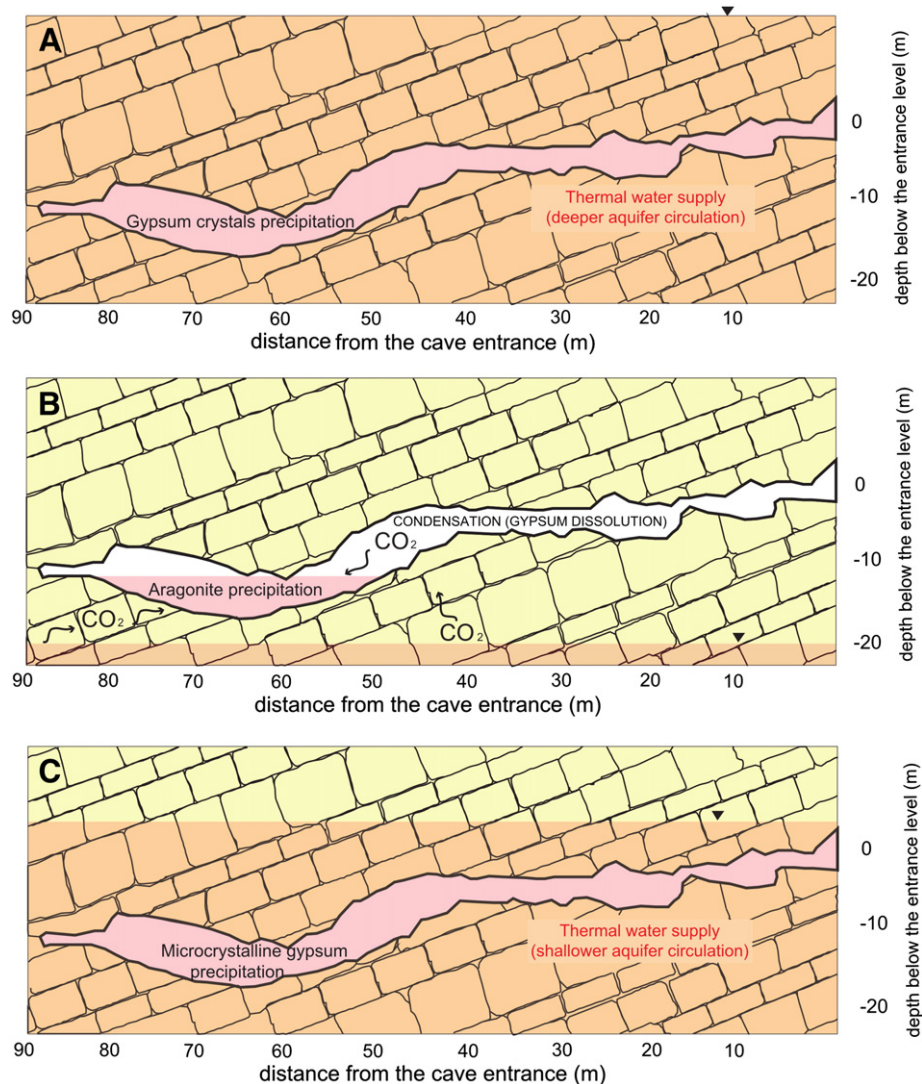 A
Gypsum crystals precipitation
Thermal water supply
(deeper aquifer circulation)
0
-10
-20
depth below the entrance level (m)
90 80 70 60 50 40 30 20 10
distance from the cave entrance (m)
B
CONDENSATION (GYPSUM DISSOLUTION)
CO₂
Aragonite precipitation
CO₂
CO₂
0
-10
-20
depth below the entrance level (m)
90 80 70 60 50 40 30 20 10
distance from the cave entrance (m)
C
Microcrystalline gypsum
precipitation
Thermal water supply
(shallower aquifer circulation)
0
-10
-20
depth below the entrance level (m)
90 80 70 60 50 40 30 20 10
distance from the cave entrance (m)